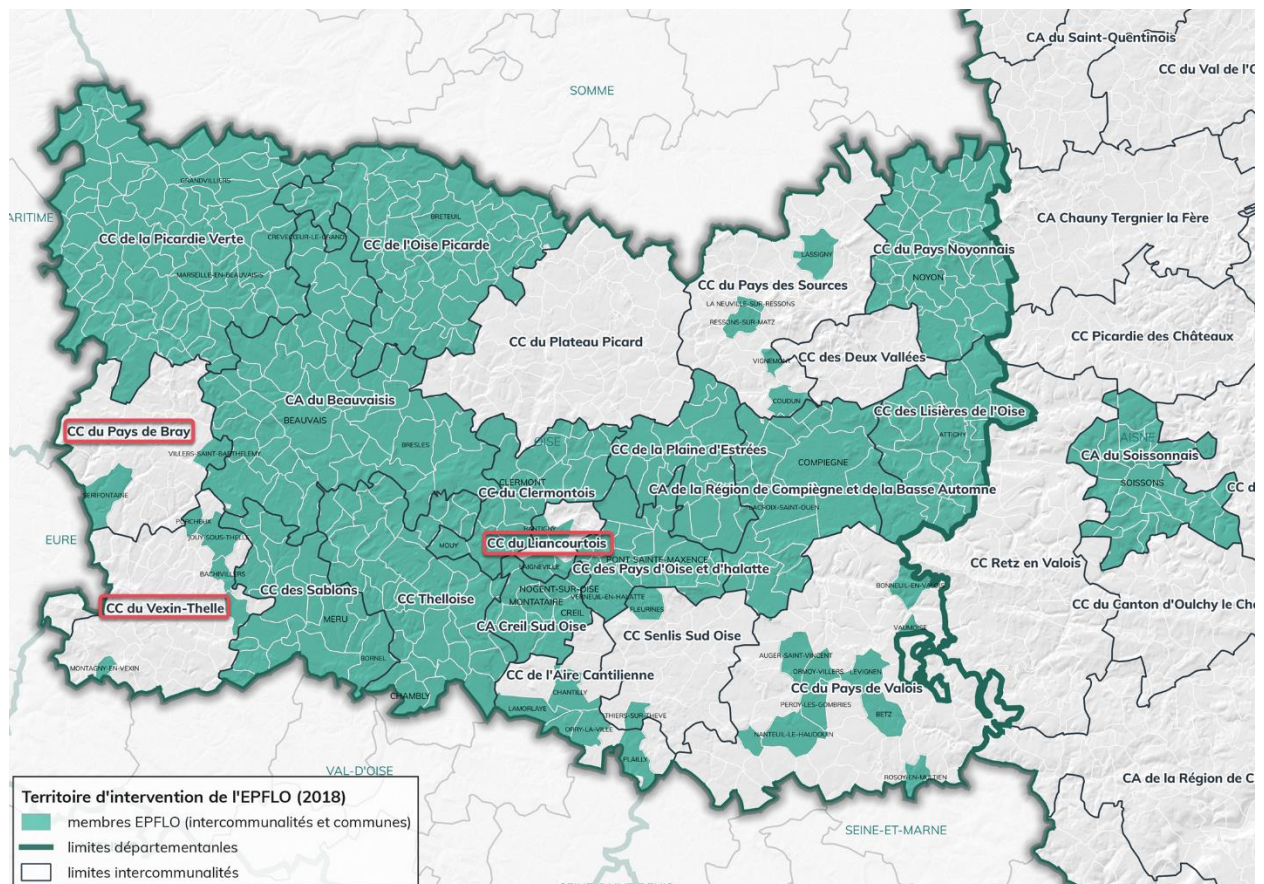 CA du Saint-Quentinois
CC du Val de l'O
SOMME
GRANDVILLIERS
ARITIME
BRETEUIL
CA Chauny Tergnier la Fère
CC de la Picardie Verte
CREVECŒUR-LE-GRAND
CC de l'Oise Picarde
CC du Pays Noyonnais
LASSIGNY
MARSEILLE-EN-BEAUVAISIS
NOYON
CC du Pays des Sources
LA NEUVILLE-SUR-RESSONS
RESSONS-SUR-MATZ
CC Picardie des Châteaux
CC du Plateau Picard
VIGNEMONT
CC des Deux Vallées
CA du Beauvaisis
COUDUN
CC des Lisières de l'Oise
BEAUVAIS
CC du Pays de Bray
ATTICHY
AISNE
BRESLES
OISE
CC de la Plaine d'Estrées
VILLERS-SAINT-BARTHELEMY
CA du Soissonnais
COMPIEGNE
CLERMONT
SOISSONS
CC d
SERIFONTAINE
CC du Clermontois
CA de la Région de Compiègne et de la Basse Automne
LACROIX-SAINT-OUEN
PORCHEUX
RANTIGNY
EURE
JOUY-SOUS-THELLE
MOUY
CC du Liancourtois
PONT-SAINTE-MAXENCE
CC Retz en Valois
CAIGNEVILLE
CC des Pays d'Oise et d'halatte
BACHIVILLERS
BONNEUIL-EN-VALOIS
CC des Sablons
NOGENT-SUR-OISE
CC Thelloise
VERNEUIL-EN-HALATTE
MONTATAIRE
CC du Vexin-Thelle
FLEURINES
CC du Canton d'Oulchy le Che
CREIL
MERU
CA Creil Sud Oise
VAUMOISE
CC Senlis Sud Oise
AUGER-SAINT-VINCENT
BORNEL
MONTAGNY-EN-VEXIN
ORMOY-VILLERS
LEVIGNEN
CC de l'Aire Cantilienne
CC du Pays de Valois
CHANTILLY
CHAMBLY
PEROY-LES-GOMBRIES
LAMORLAYE
BETZ
THIERS-SUR-THEVE
ORRY-LA-VILLE
NANTEUIL-LE-HAUDOUIN
PLAILLY
VAL-D'OISE
ROSOY-EN-MULTIEN
CA de la Région de C
Territoire d'intervention de l'EPFLO (2018)
membres EPFLO (intercommunalités et communes)
SEINE-ET-MARNE
limites départementanles
limites intercommunalités